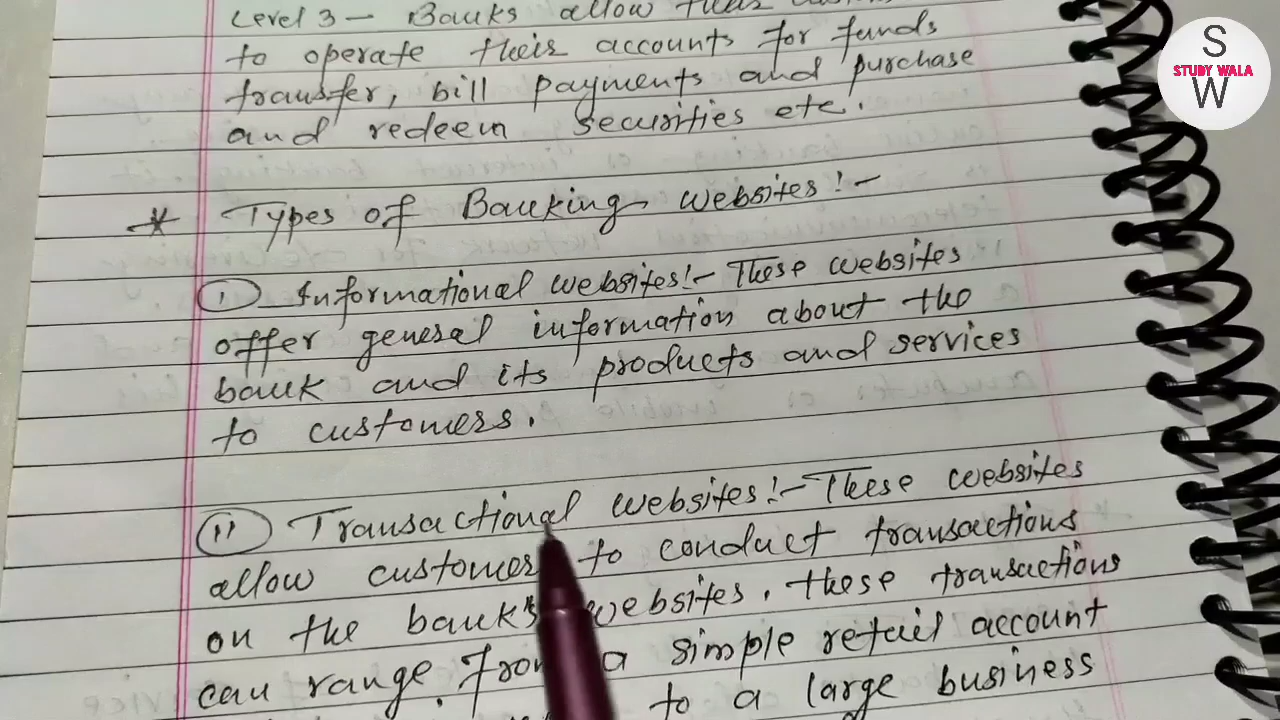 Level 3 - Banks allow their
to operate their accounts for funds
transfer, bill payments and purchase
and redeem securities etc.
* Types of Banking websites :-
(i) Informational websites :- These websites
offer general information about the
bank and its products and services
to customers.
(ii) Transactional websites :- These websites
allow customer to conduct transactions
on the bank's websites. these transactions
can range. From a simple retail account
to a large business
S
STUDY WALA
W